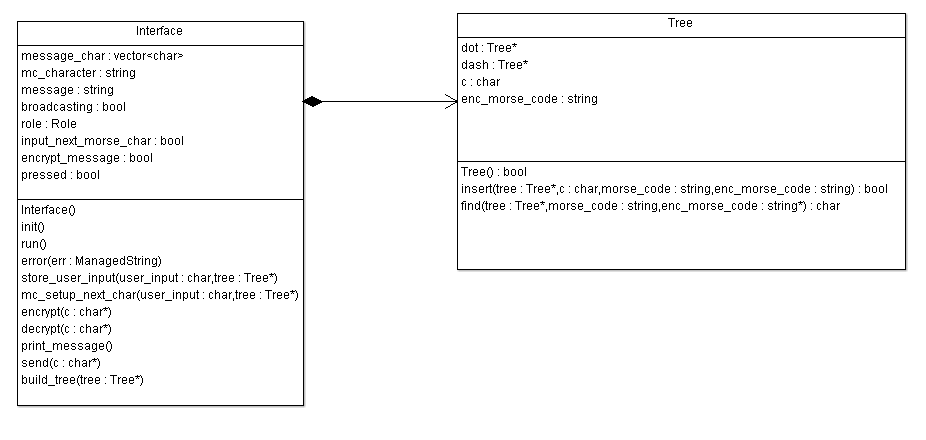 Interface
message_char : vector<char>
mc_character : string
message : string
broadcasting : bool
role : Role
input_next_morse_char : bool
encrypt_message : bool
pressed : bool
Interface()
init()
run()
error(err : ManagedString)
store_user_input(user_input : char,tree : Tree*)
mc_setup_next_char(user_input : char,tree : Tree*)
encrypt(c : char*)
decrypt(c : char*)
print_message()
send(c : char*)
build_tree(tree : Tree*)
Tree
dot : Tree*
dash : Tree*
c : char
enc_morse_code : string
Tree() : bool
insert(tree : Tree*,c : char,morse_code : string,enc_morse_code : string) : bool
find(tree : Tree*,morse_code : string,enc_morse_code : string*) : char